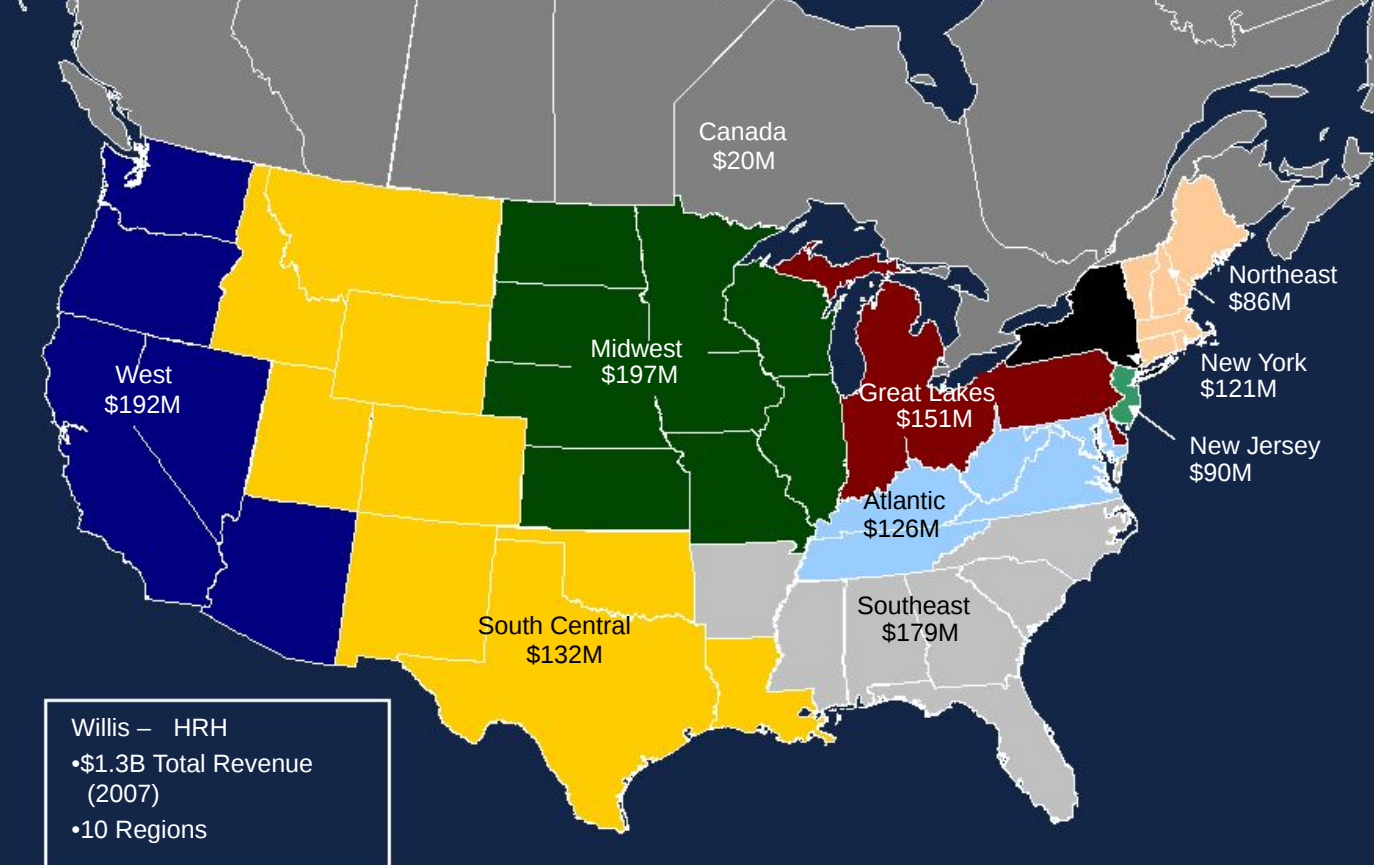 Canada
$20M
Northeast
$86M
Midwest
$197M
New York
$121M
West
$192M
Great Lakes
$151M
New Jersey
$90M
Atlantic
$126M
Southeast
$179M
South Central
$132M
Willis – HRH
•$1.3B Total Revenue
(2007)
•10 Regions